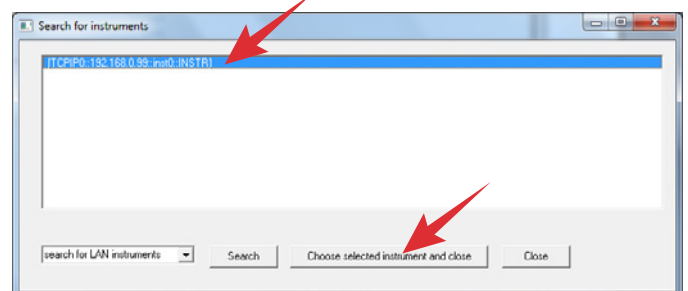 Search for instruments
[TCPIP0::192.168.0.99::inst0::INSTR]
search for LAN instruments
Search
Choose selected instrument and close
Close